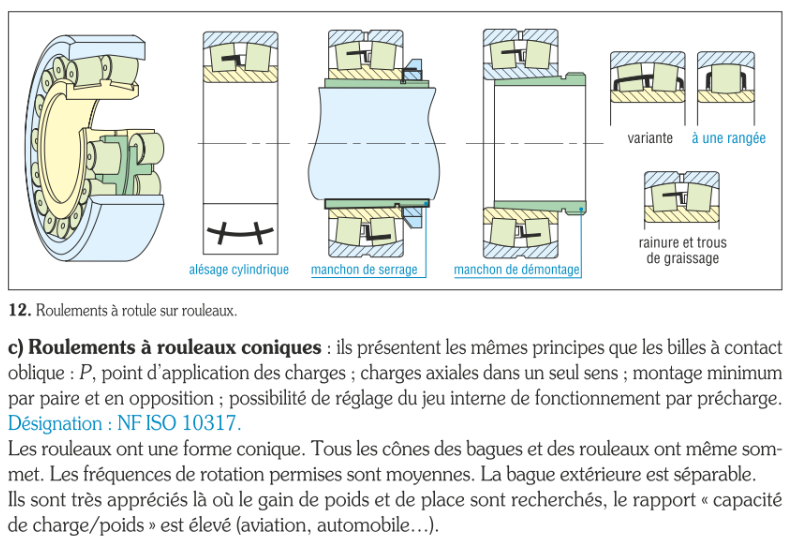 variante
à une rangée
rainure et trous
de graissage
alésage cylindrique
manchon de serrage
manchon de démontage
12. Roulements à rotule sur rouleaux.
c) Roulements à rouleaux coniques : ils présentent les mêmes principes que les billes à contact
oblique : P, point d'application des charges ; charges axiales dans un seul sens ; montage minimum
par paire et en opposition ; possibilité de réglage du jeu interne de fonctionnement par précharge.
Désignation : NF ISO 10317.
Les rouleaux ont une forme conique. Tous les cônes des bagues et des rouleaux ont même som-
met. Les fréquences de rotation permises sont moyennes. La bague extérieure est séparable.
Ils sont très appréciés là où le gain de poids et de place sont recherchés, le rapport « capacité
de charge/poids » est élevé (aviation, automobile…).